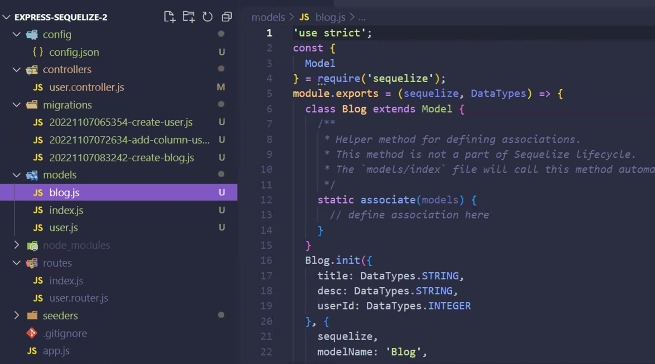 EXPRESS-SEQUELIZE-2
config
{ } config.json U
controllers
JS user.controller.js M
migrations
JS 20221107065354-create-user.js U
JS 20221107072634-add-column-us... U
JS 20221107083242-create-blog.js U
models
JS blog.js U
JS index.js U
JS user.js U
node_modules
routes
JS index.js
JS user.router.js
seeders
.gitignore
JS app.js
models > JS blog.js > ...
1 'use strict';
2 const {
3 Model
4 } = require('sequelize');
5 module.exports = (sequelize, DataTypes) => {
6 class Blog extends Model {
7 /**
8 * Helper method for defining associations.
9 * This method is not a part of Sequelize lifecycle.
10 * The `models/index` file will call this method automa
11 */
12 static associate(models) {
13 // define association here
14 }
15 }
16 Blog.init({
17 title: DataTypes.STRING,
18 desc: DataTypes.STRING,
19 userId: DataTypes.INTEGER
20 }, {
21 sequelize,
22 modelName: 'Blog',